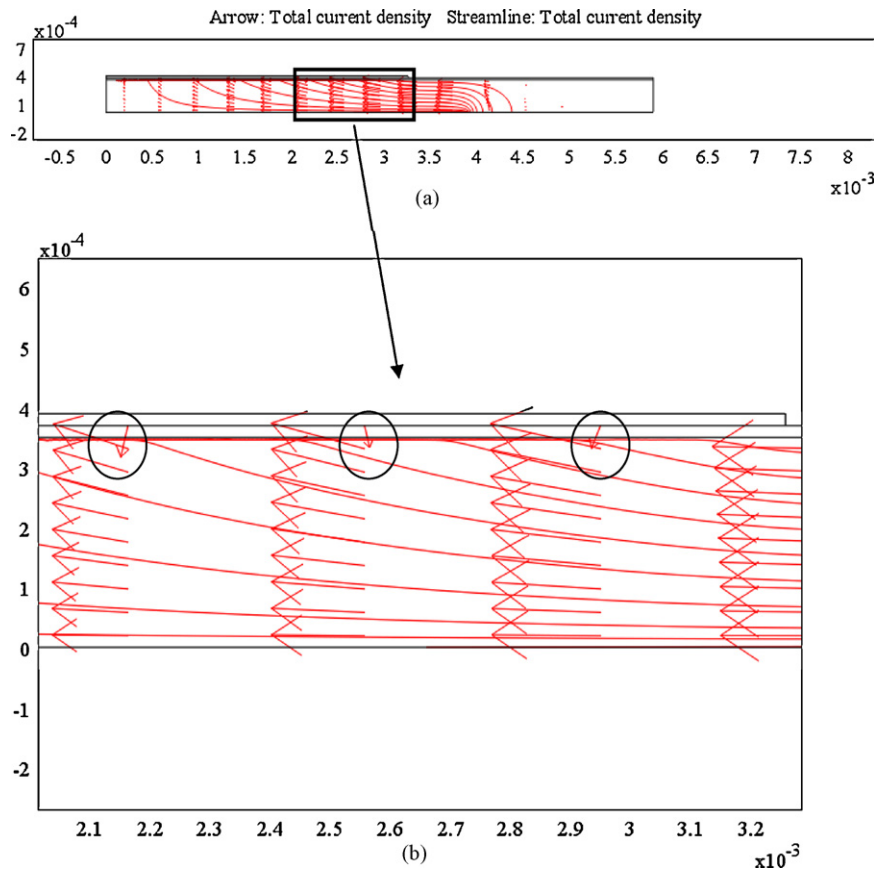 Arrow: Total current density Streamline: Total current density
x10-4
7
4
1
-2
-0.5 0 0.5 1 1.5 2 2.5 3 3.5 4 4.5 5 5.5 6 6.5 7 7.5 8
x10-3
(a)
x10-4
6
5
4
3
2
1
0
-1
-2
2.1 2.2 2.3 2.4 2.5 2.6 2.7 2.8 2.9 3 3.1 3.2
(b)
x10-3